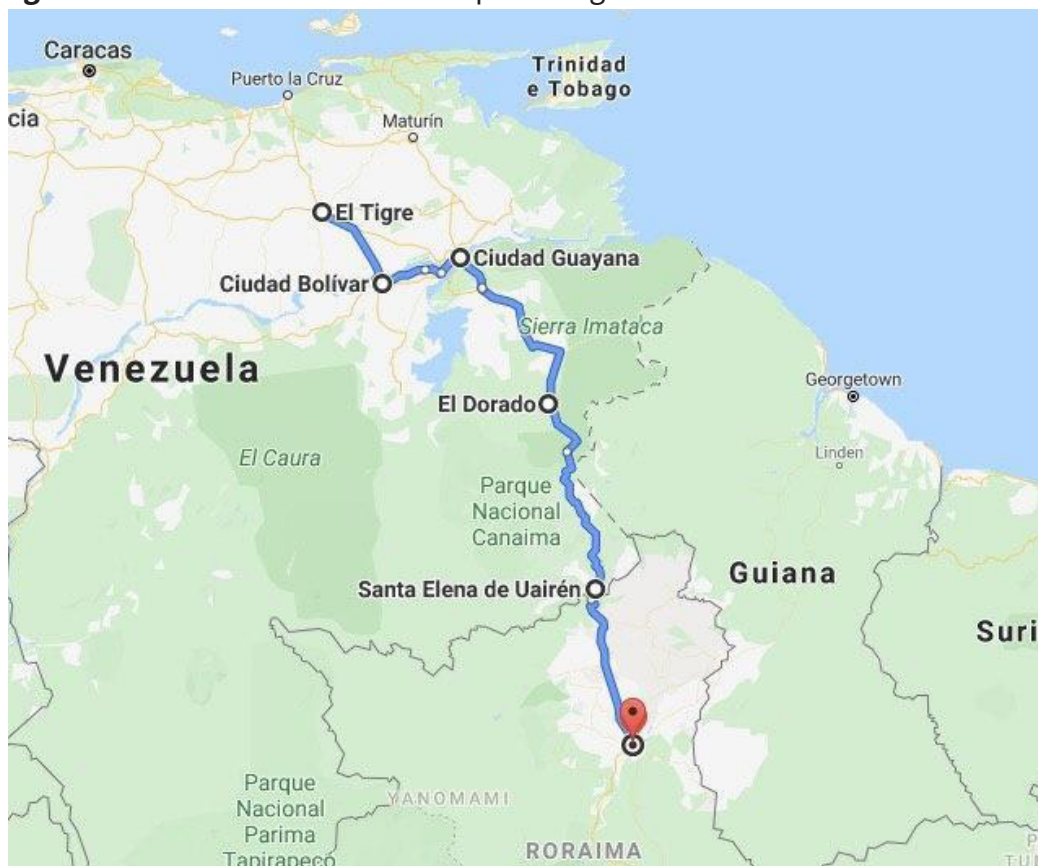 Caracas
Puerto la Cruz
Trinidad
e Tobago
cia
Maturín
El Tigre
Ciudad Guayana
Ciudad Bolívar
Sierra Imataca
Venezuela
Georgetown
El Dorado
Linden
El Caura
Parque
Nacional
Canaima
Guiana
Santa Elena de Uairén
Suri
Parque
Nacional
Parima
Tapirapecó
YANOMAMI
RORAIMA